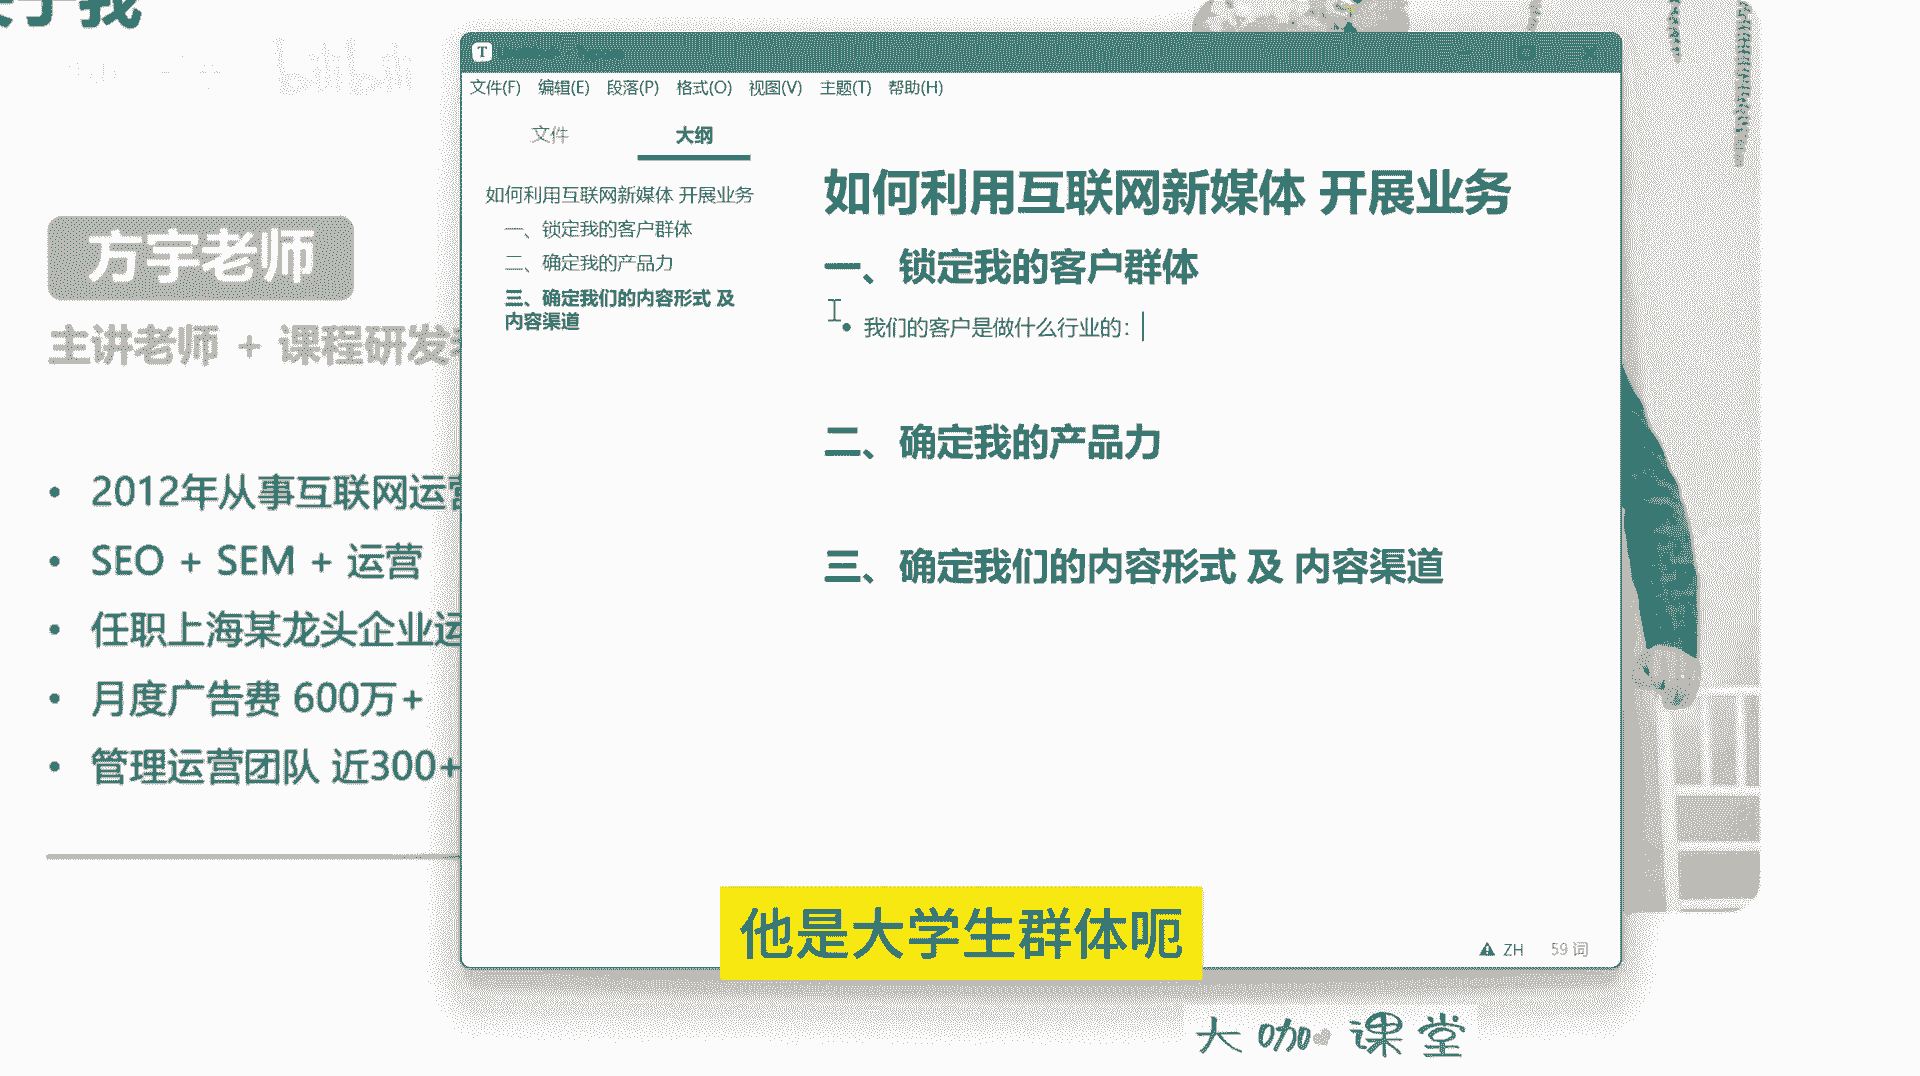 关于我
bilibili
方宇老师
主讲老师 + 课程研发
2012年从事互联网运营
SEO + SEM + 运营
任职上海某龙头企业运
月度广告费 600万+
管理运营团队 近300+
T
文件(F) 编辑(E) 段落(P) 格式(O) 视图(V) 主题(T) 帮助(H)
文件 大纲
如何利用互联网新媒体 开展业务
一、锁定我的客户群体
二、确定我的产品力
三、确定我们的内容形式 及
内容渠道
如何利用互联网新媒体 开展业务
一、锁定我的客户群体
我们的客户是做什么行业的：
二、确定我的产品力
三、确定我们的内容形式 及 内容渠道
ZH 59 词
他是大学生群体呃
大咖课堂